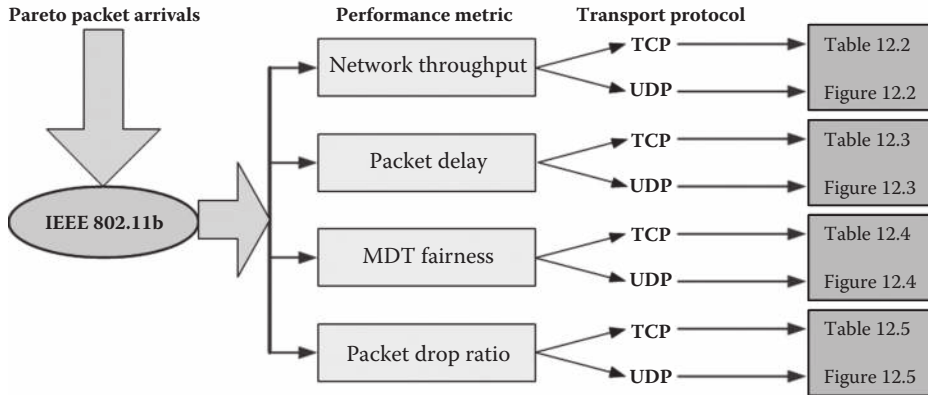 Pareto packet arrivals
Performance metric
Transport protocol
IEEE 802.11b
Network throughput
TCP
Table 12.2
UDP
Figure 12.2
Packet delay
TCP
Table 12.3
UDP
Figure 12.3
MDT fairness
TCP
Table 12.4
UDP
Figure 12.4
Packet drop ratio
TCP
Table 12.5
UDP
Figure 12.5